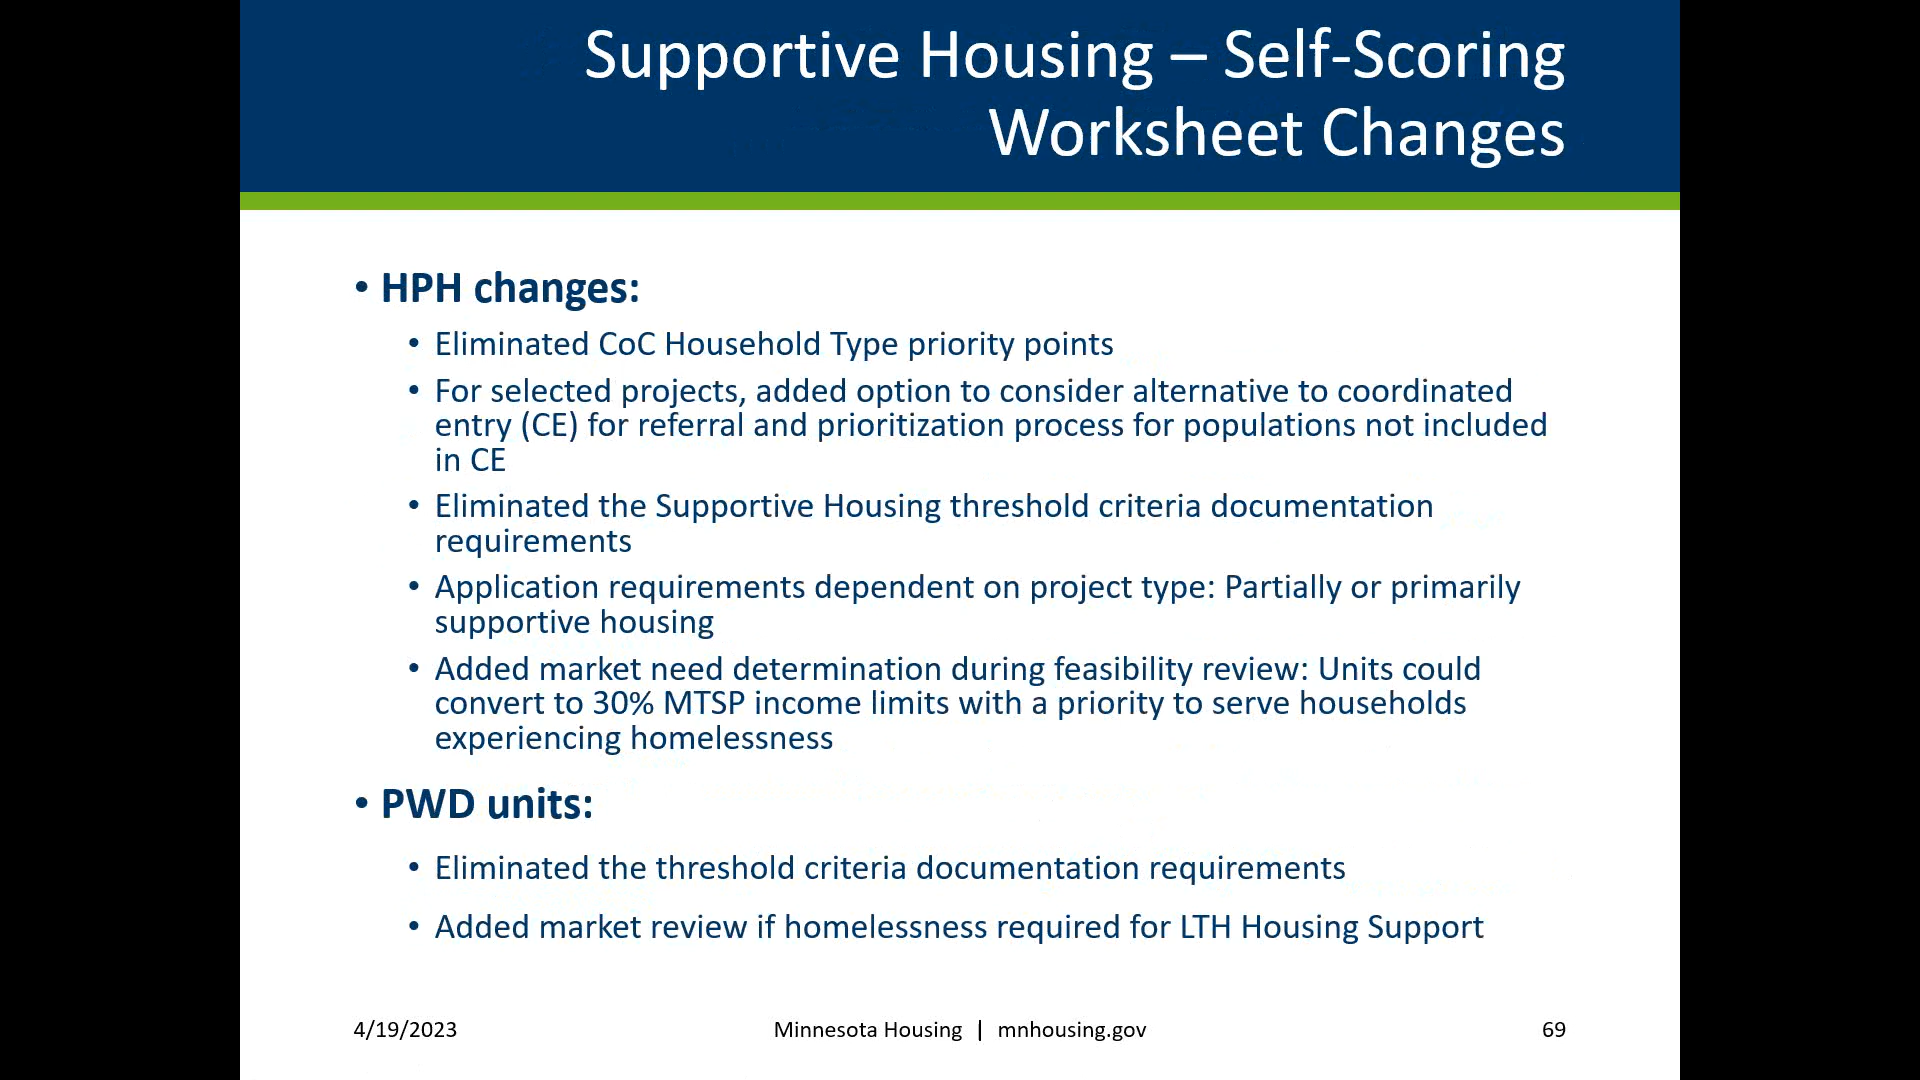 Supportive Housing – Self-Scoring
Worksheet Changes
• HPH changes:
• Eliminated CoC Household Type priority points
• For selected projects, added option to consider alternative to coordinated
entry (CE) for referral and prioritization process for populations not included
in CE
• Eliminated the Supportive Housing threshold criteria documentation
requirements
• Application requirements dependent on project type: Partially or primarily
supportive housing
• Added market need determination during feasibility review: Units could
convert to 30% MTSP income limits with a priority to serve households
experiencing homelessness
• PWD units:
• Eliminated the threshold criteria documentation requirements
• Added market review if homelessness required for LTH Housing Support
4/19/2023
Minnesota Housing | mnhousing.gov
69